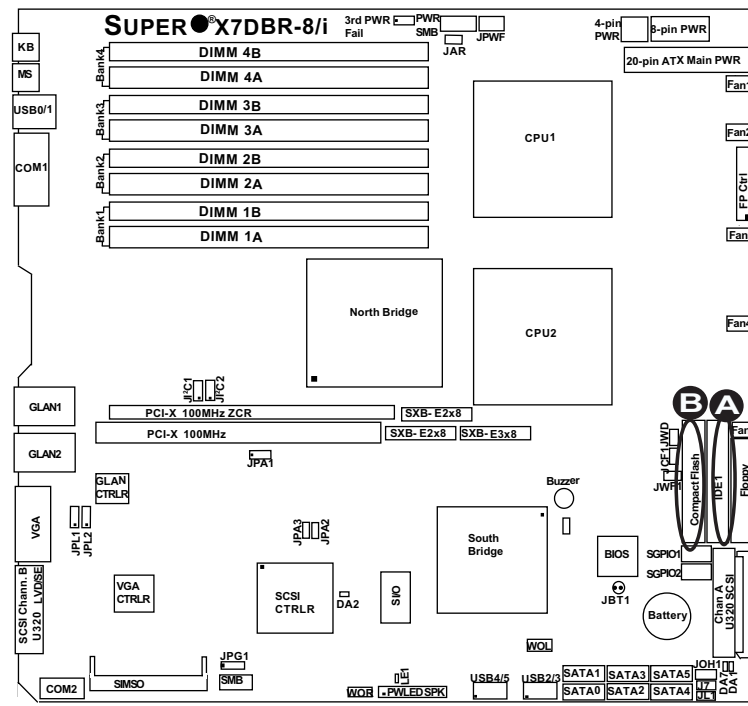 SUPER ® X7DBR-8/i
3rd PWR Fail
PWR SMB
JPWF
JAR
4-pin PWR
8-pin PWR
20-pin ATX Main PWR
KB
MS
USB0/1
COM1
Bank4
DIMM 4B
DIMM 4A
Bank3
DIMM 3B
DIMM 3A
Bank2
DIMM 2B
DIMM 2A
Bank1
DIMM 1B
DIMM 1A
CPU1
Fan1
Fan2
FP Ctrl
Fan
North Bridge
CPU2
Fan4
JI²C1
JI²C2
GLAN1
GLAN2
PCI-X 100MHz ZCR
SXB-E2x8
PCI-X 100MHz
SXB-E2x8
SXB-E3x8
JPA1
B
A
JWD
JCF1
JWF1
Compact Flash
IDE1
Fan
Floppy
GLAN CTRLR
Buzzer
VGA
JPL1
JPL2
JPA3
JPA2
South Bridge
BIOS
SGPIO1
SGPIO2
SCSI Chann. B
U320 LVD/SE
VGA CTRLR
SCSI CTRLR
DA2
SIO
JBT1
Battery
Chan A
U320 SCSI
WOL
JPG1
SIMSO
SMB
COM2
LE1
WOR
PWLED SPK
USB4/5
USB2/3
SATA1
SATA3
SATA5
SATA0
SATA2
SATA4
JOH1
J7
JL1
DA7
DA1